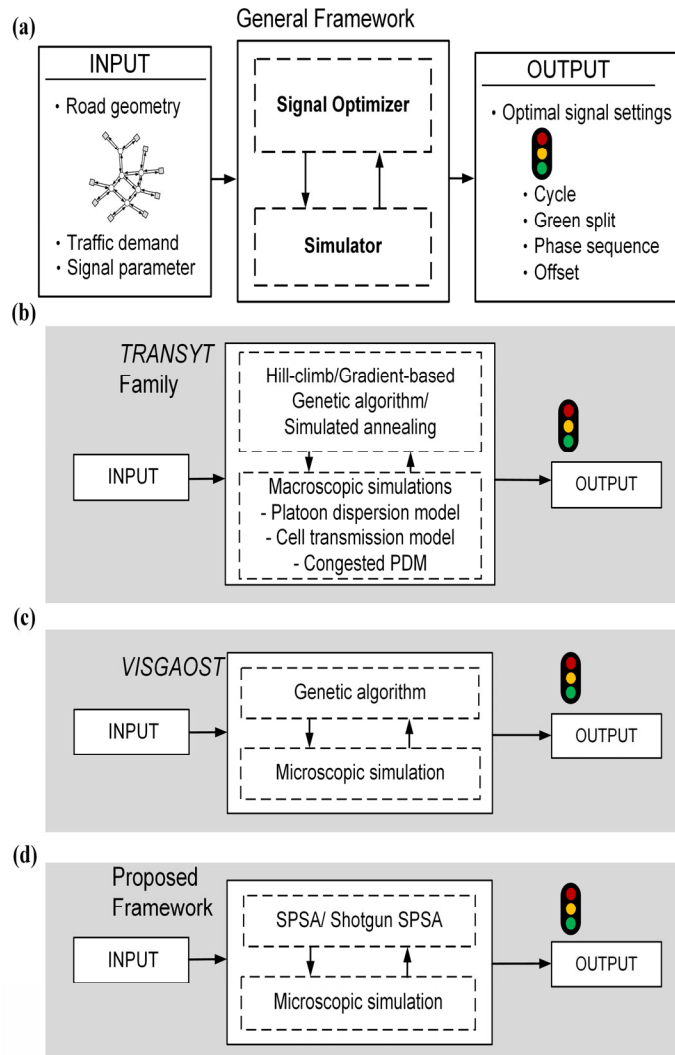 (a)
General Framework
INPUT
· Road geometry
· Traffic demand
· Signal parameter
Signal Optimizer
Simulator
OUTPUT
· Optimal signal settings
· Cycle
· Green split
· Phase sequence
· Offset
(b)
TRANSYT
Family
INPUT
Hill-climb/Gradient-based
Genetic algorithm/
Simulated annealing
Macroscopic simulations
- Platoon dispersion model
- Cell transmission model
- Congested PDM
OUTPUT
(c)
VISGAOST
INPUT
Genetic algorithm
Microscopic simulation
OUTPUT
(d)
Proposed
Framework
INPUT
SPSA/ Shotgun SPSA
Microscopic simulation
OUTPUT